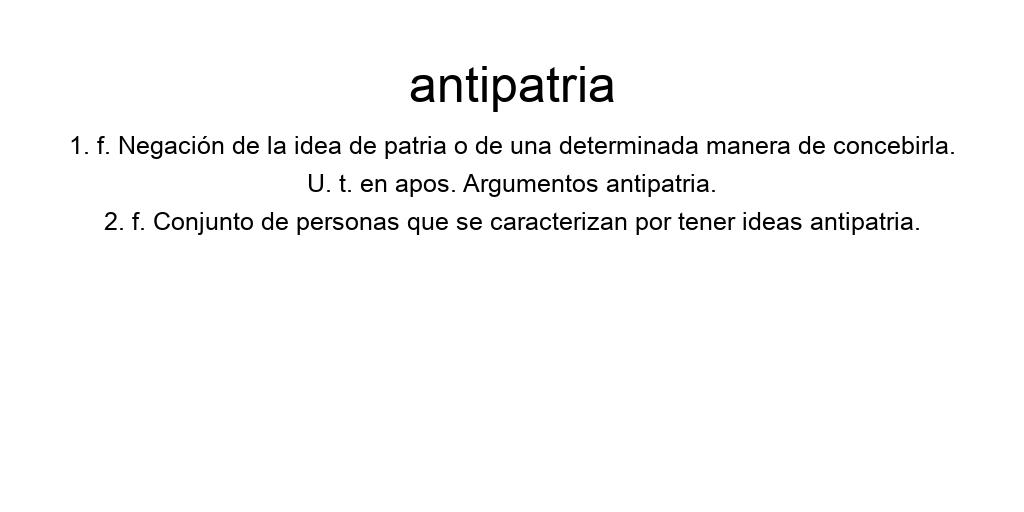 antipatria
1. f. Negación de la idea de patria o de una determinada manera de concebirla.
U. t. en apos. Argumentos antipatria.
2. f. Conjunto de personas que se caracterizan por tener ideas antipatria.